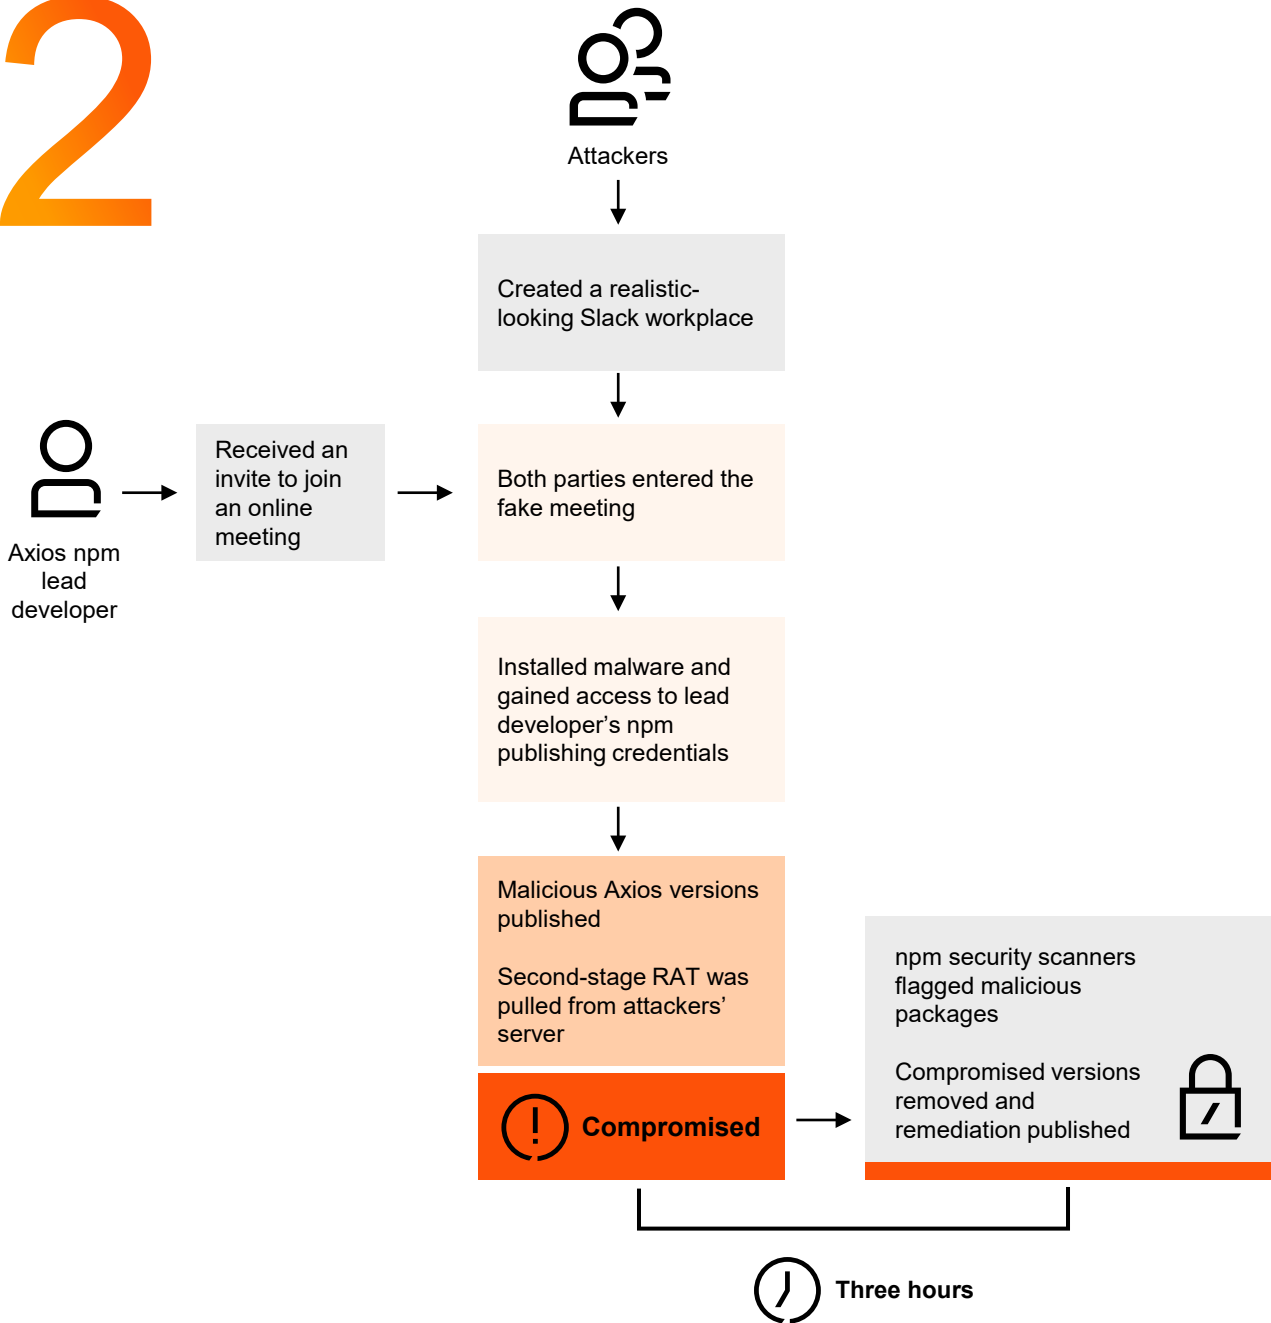 2
Attackers
Created a realistic-
looking Slack workplace
Axios npm
lead
developer
Received an
invite to join
an online
meeting
Both parties entered the
fake meeting
Installed malware and
gained access to lead
developer’s npm
publishing credentials
Malicious Axios versions
published
Second-stage RAT was
pulled from attackers’
server
Compromised
npm security scanners
flagged malicious
packages
Compromised versions
removed and
remediation published
Three hours